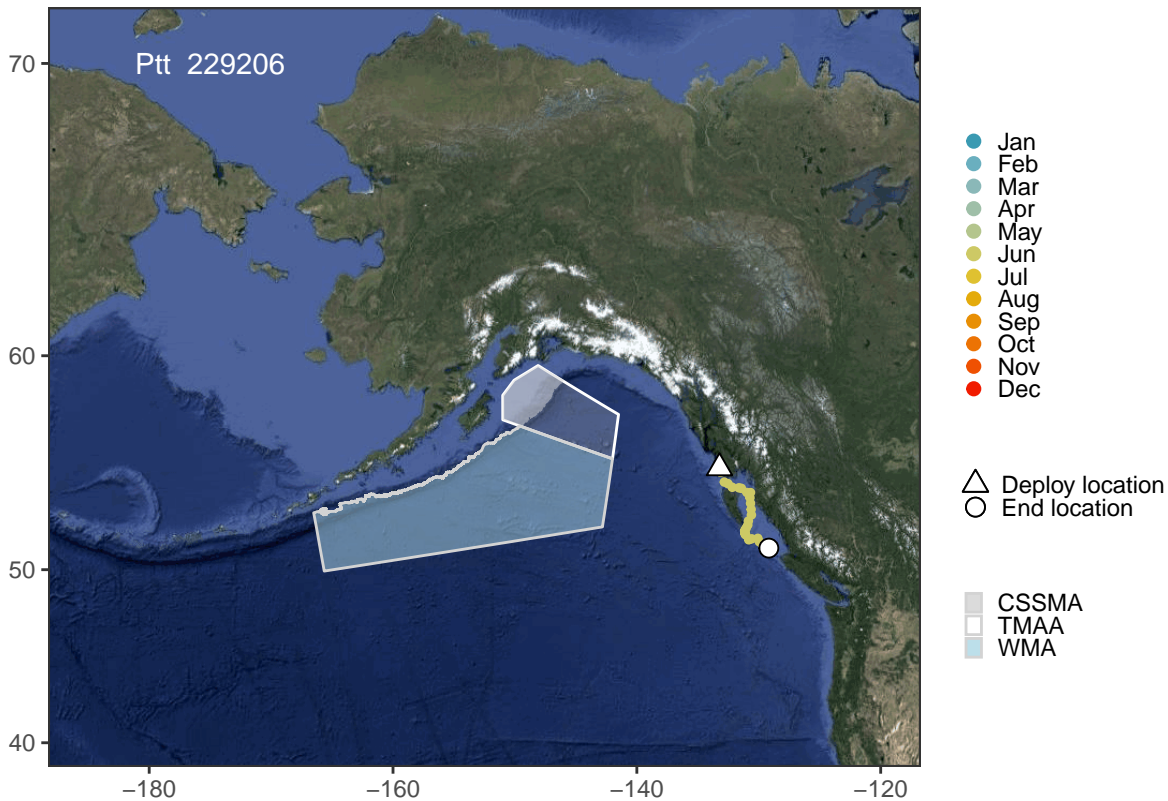 Ptt 229206
70
60
50
40
−180
−160
−140
−120
Jan
Feb
Mar
Apr
May
Jun
Jul
Aug
Sep
Oct
Nov
Dec
Deploy location
End location
CSSMA
TMAA
WMA